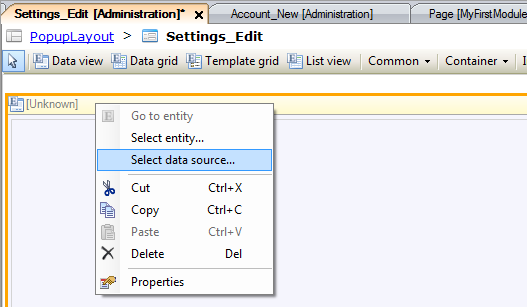 Settings_Edit [Administration]* Account_New [Administration] Page [MyFirstModule
PopupLayout > Settings_Edit
Data view Data grid Template grid List view Common Container
[Unknown]
Go to entity
Select entity...
Select data source...
Cut Ctrl+X
Copy Ctrl+C
Paste Ctrl+V
Delete Del
Properties